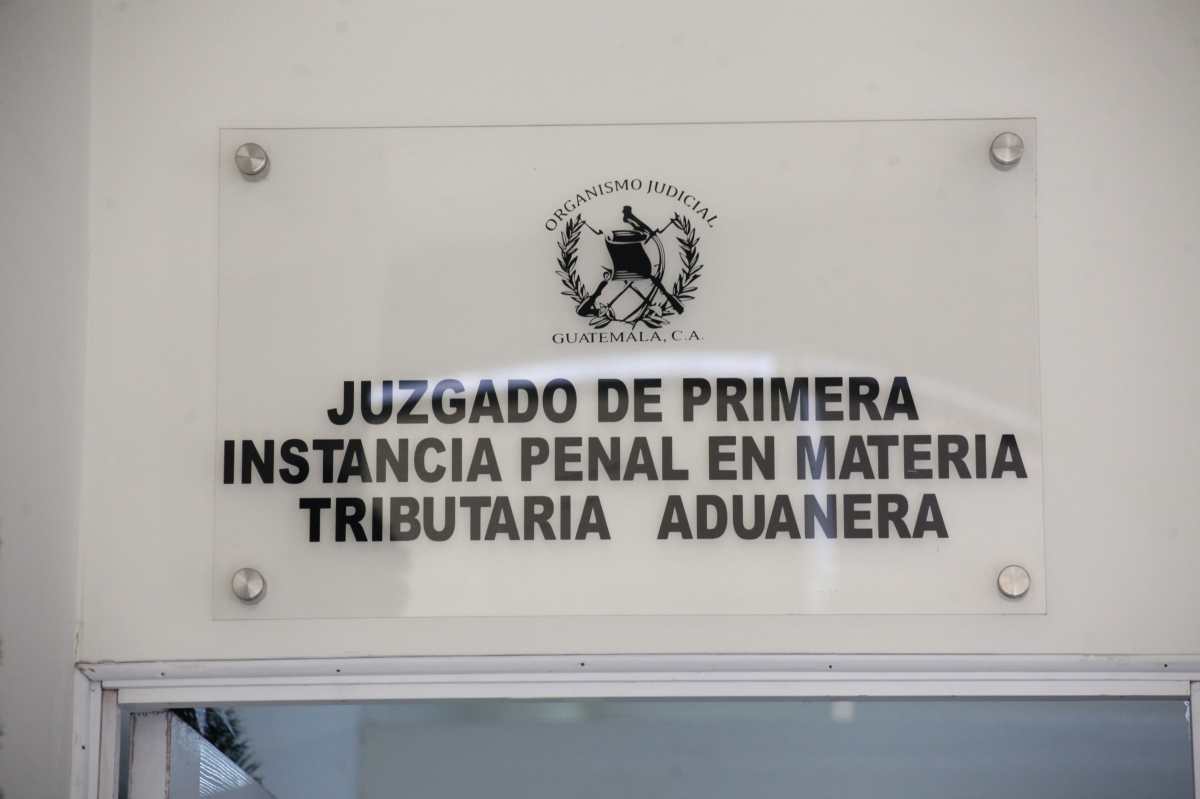 ORGANISMO JUDICIAL
GUATEMALA, C.A.
JUZGADO DE PRIMERA
INSTANCIA PENAL EN MATERIA
TRIBUTARIA ADUANERA